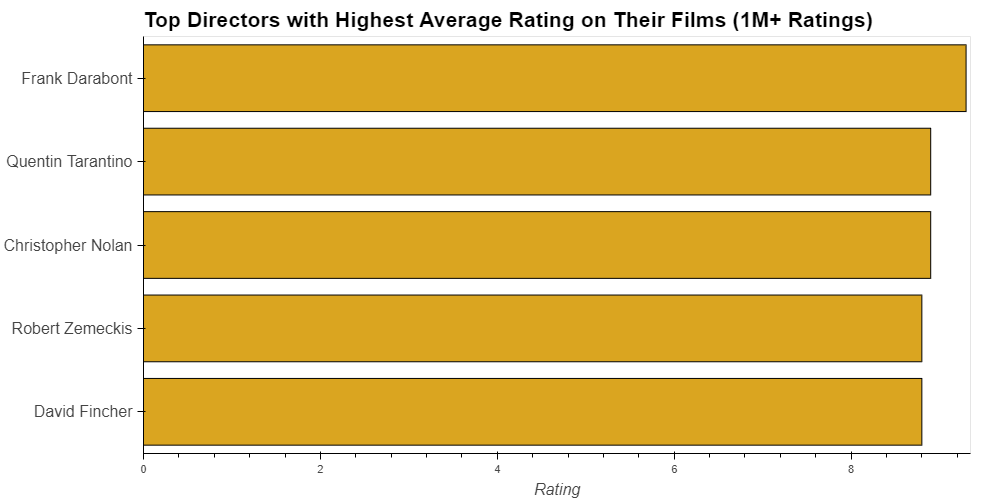 Top Directors with Highest Average Rating on Their Films (1M+ Ratings)
Frank Darabont
Quentin Tarantino
Christopher Nolan
Robert Zemeckis
David Fincher
0 2 4 6 8
Rating